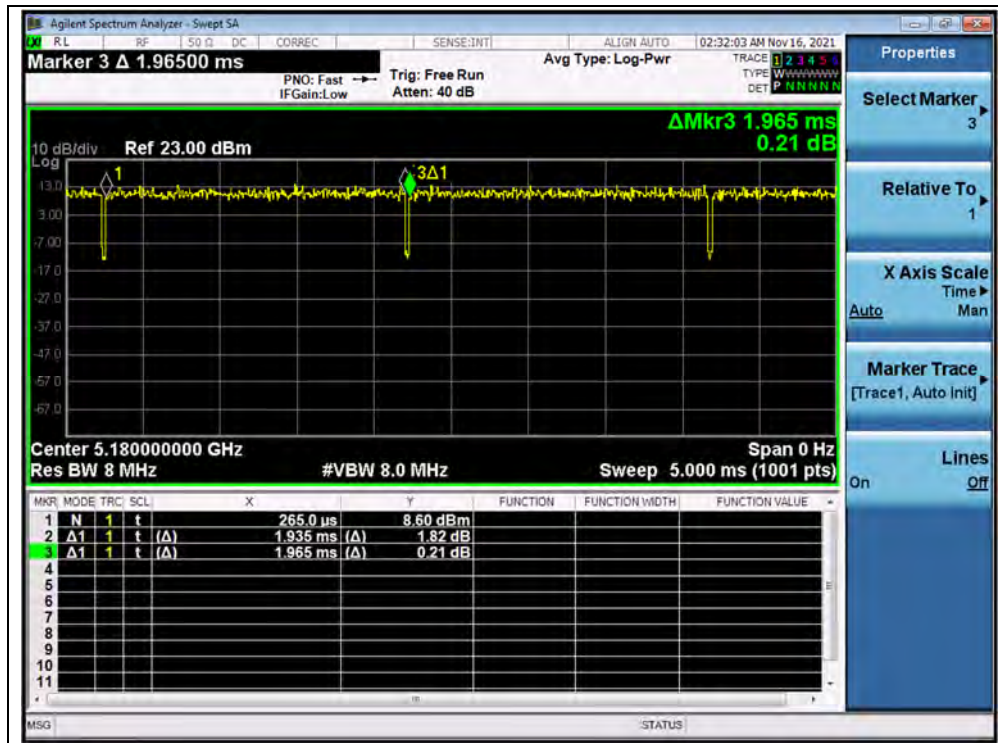 Agilent Spectrum Analyzer - Swept SA
LXI RL RF 50 Ω DC CORREC SENSE:INT ALIGN AUTO 02:32:03 AM Nov 16, 2021
Marker 3 Δ 1.96500 ms
PNO: Fast
IFGain:Low
Trig: Free Run
Atten: 40 dB
Avg Type: Log-Pwr
TRACE 1 2 3 4 5 6
TYPE W
DET P N N N N N
ΔMkr3 1.965 ms
0.21 dB
10 dB/div Ref 23.00 dBm
Log
1
3Δ1
13.0
3.00
-7.00
-17.0
-27.0
-37.0
-47.0
-57.0
-67.0
Center 5.180000000 GHz Span 0 Hz
Res BW 8 MHz #VBW 8.0 MHz Sweep 5.000 ms (1001 pts)
MKR MODE TRC SCL X Y FUNCTION FUNCTION WIDTH FUNCTION VALUE
1 N 1 t 265.0 µs 8.60 dBm
2 Δ1 1 t (Δ) 1.935 ms (Δ) 1.82 dB
3 Δ1 1 t (Δ) 1.965 ms (Δ) 0.21 dB
4
5
6
7
8
9
10
11
MSG STATUS
Properties
Select Marker
3
Relative To
1
X Axis Scale
Time
Auto Man
Marker Trace
[Trace1, Auto Init]
Lines
On Off